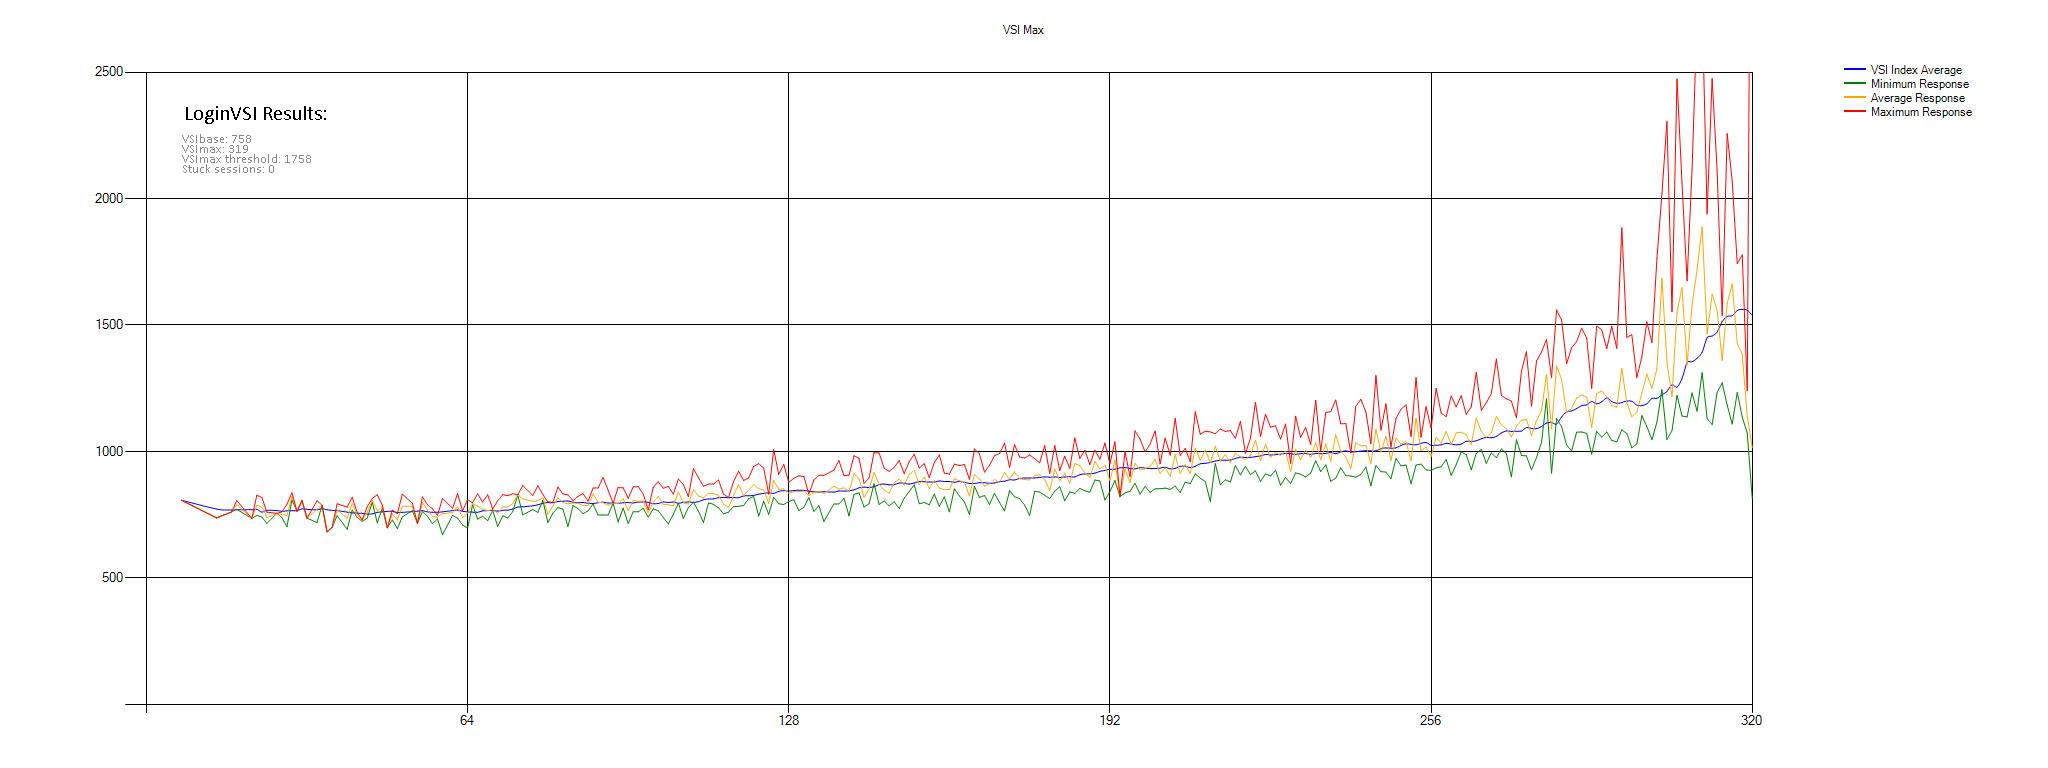 VSI Max
2500
2000
1500
1000
500
LoginVSI Results:
VSIbase: 758
VSImax: 319
VSImax threshold: 1758
Stuck sessions: 0
VSI Index Average
Minimum Response
Average Response
Maximum Response
64
128
192
256
320